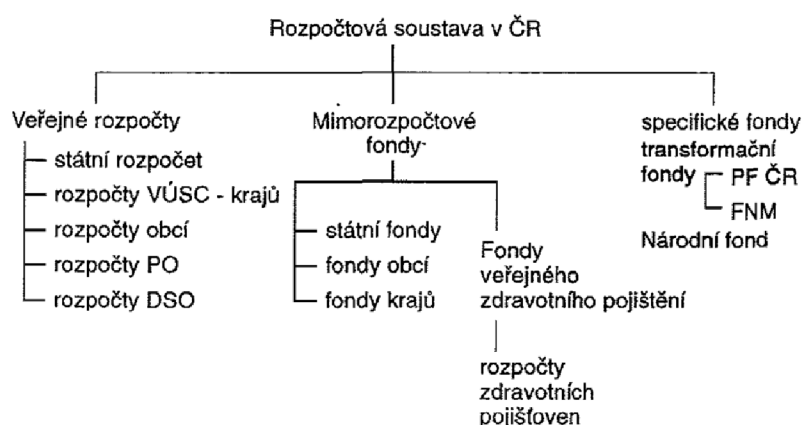 Rozpočtová soustava v ČR
Veřejné rozpočty
státní rozpočet
rozpočty VÚSC - krajů
rozpočty obcí
rozpočty PO
rozpočty DSO
Mimorozpočtové
fondy
státní fondy
fondy obcí
fondy krajů
Fondy
veřejného
zdravotního pojištění
rozpočty
zdravotních
pojišťoven
specifické fondy
transformační
fondy PF ČR
FNM
Národní fond